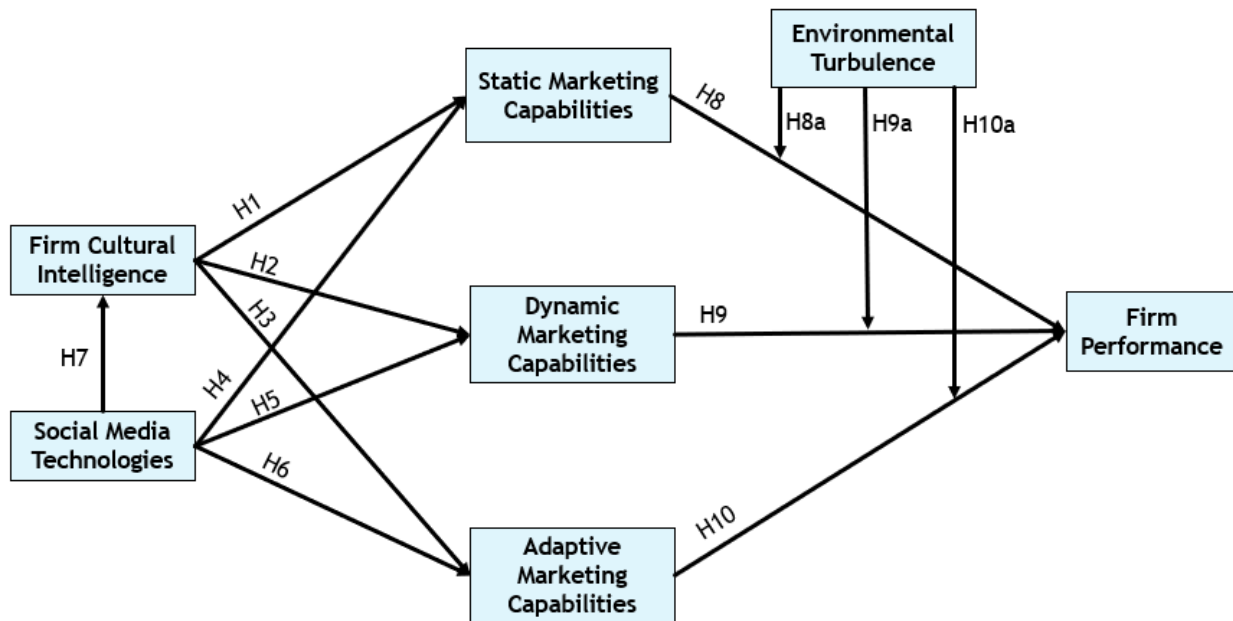 Environmental
Turbulence
Static Marketing
Capabilities
H8
H8a
H9a
H10a
H1
Firm Cultural
Intelligence
H2
H3
Dynamic
Marketing
Capabilities
H9
Firm
Performance
H7
H4
H5
Social Media
Technologies
H6
H10
Adaptive
Marketing
Capabilities